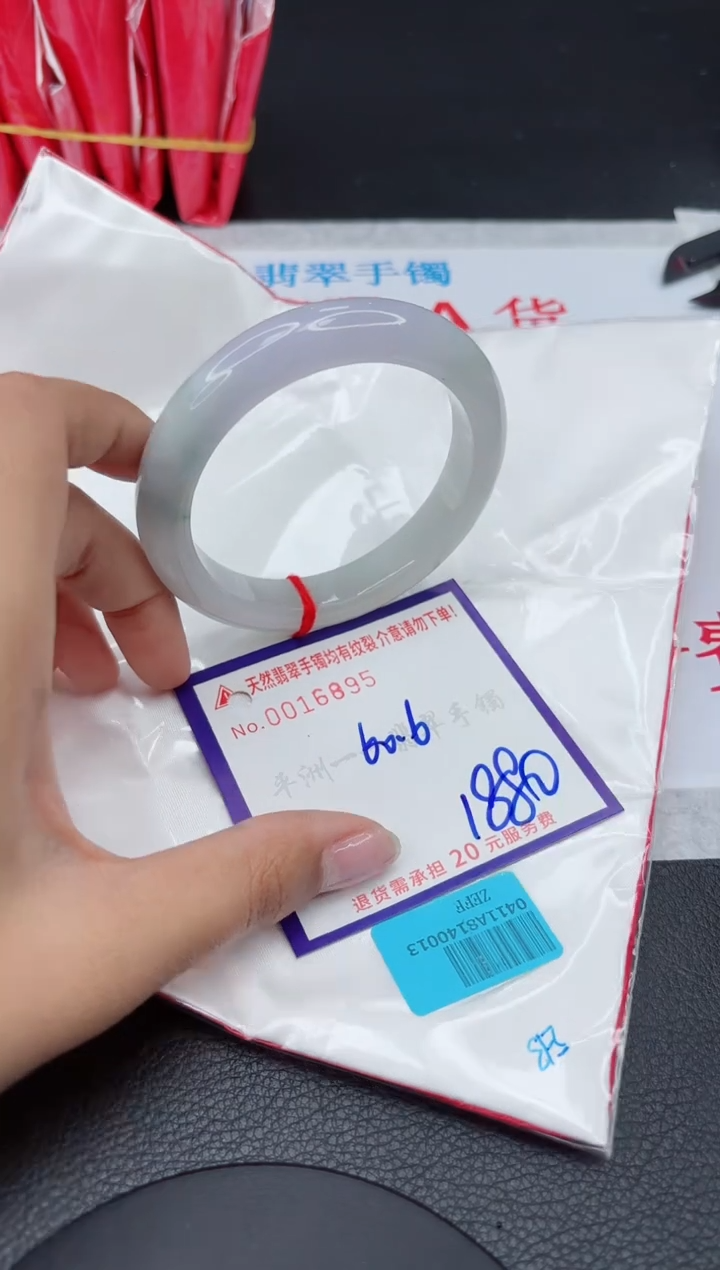 翡翠手镯
A货
天然翡翠手镯均有纹裂介意请勿下单!
No.0016895
平洲一
翡翠手镯
60.6
1880
退货需承担 20 元服务费
0411A8140013
ZEFF